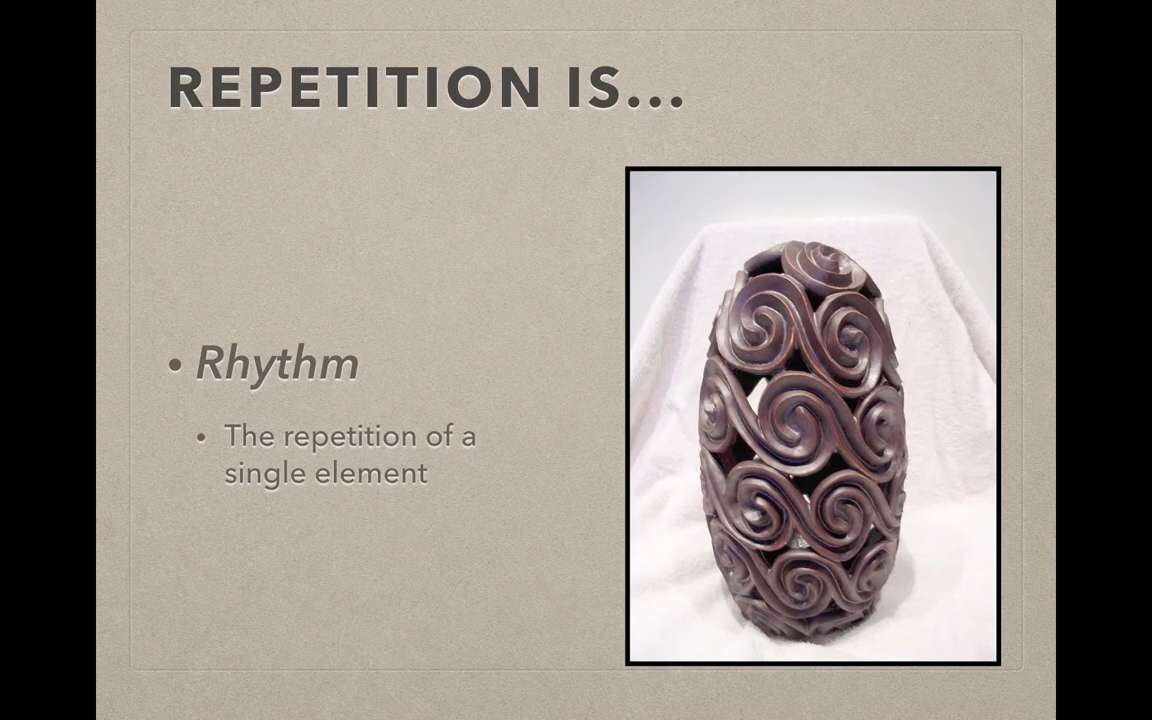 REPETITION IS...
• Rhythm
• The repetition of a
single element